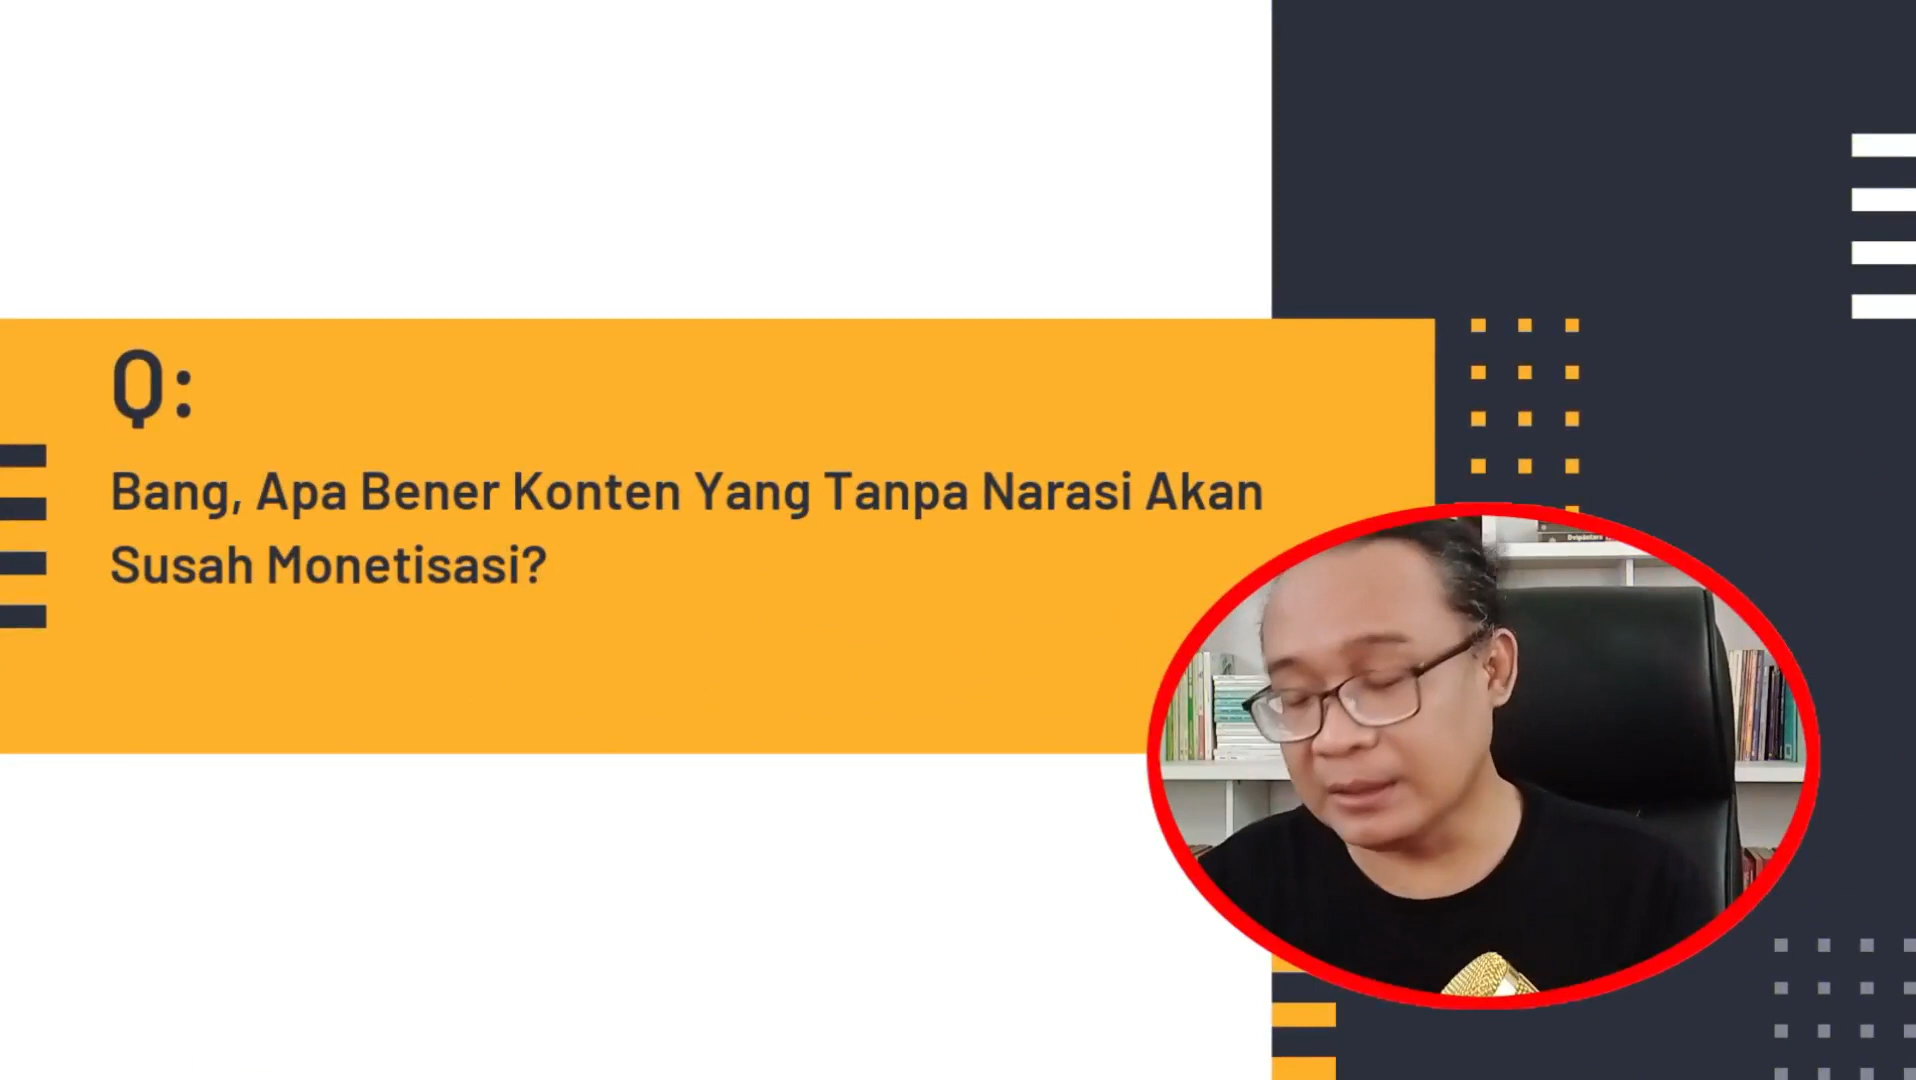 Q:
Bang, Apa Bener Konten Yang Tanpa Narasi Akan
Susah Monetisasi?